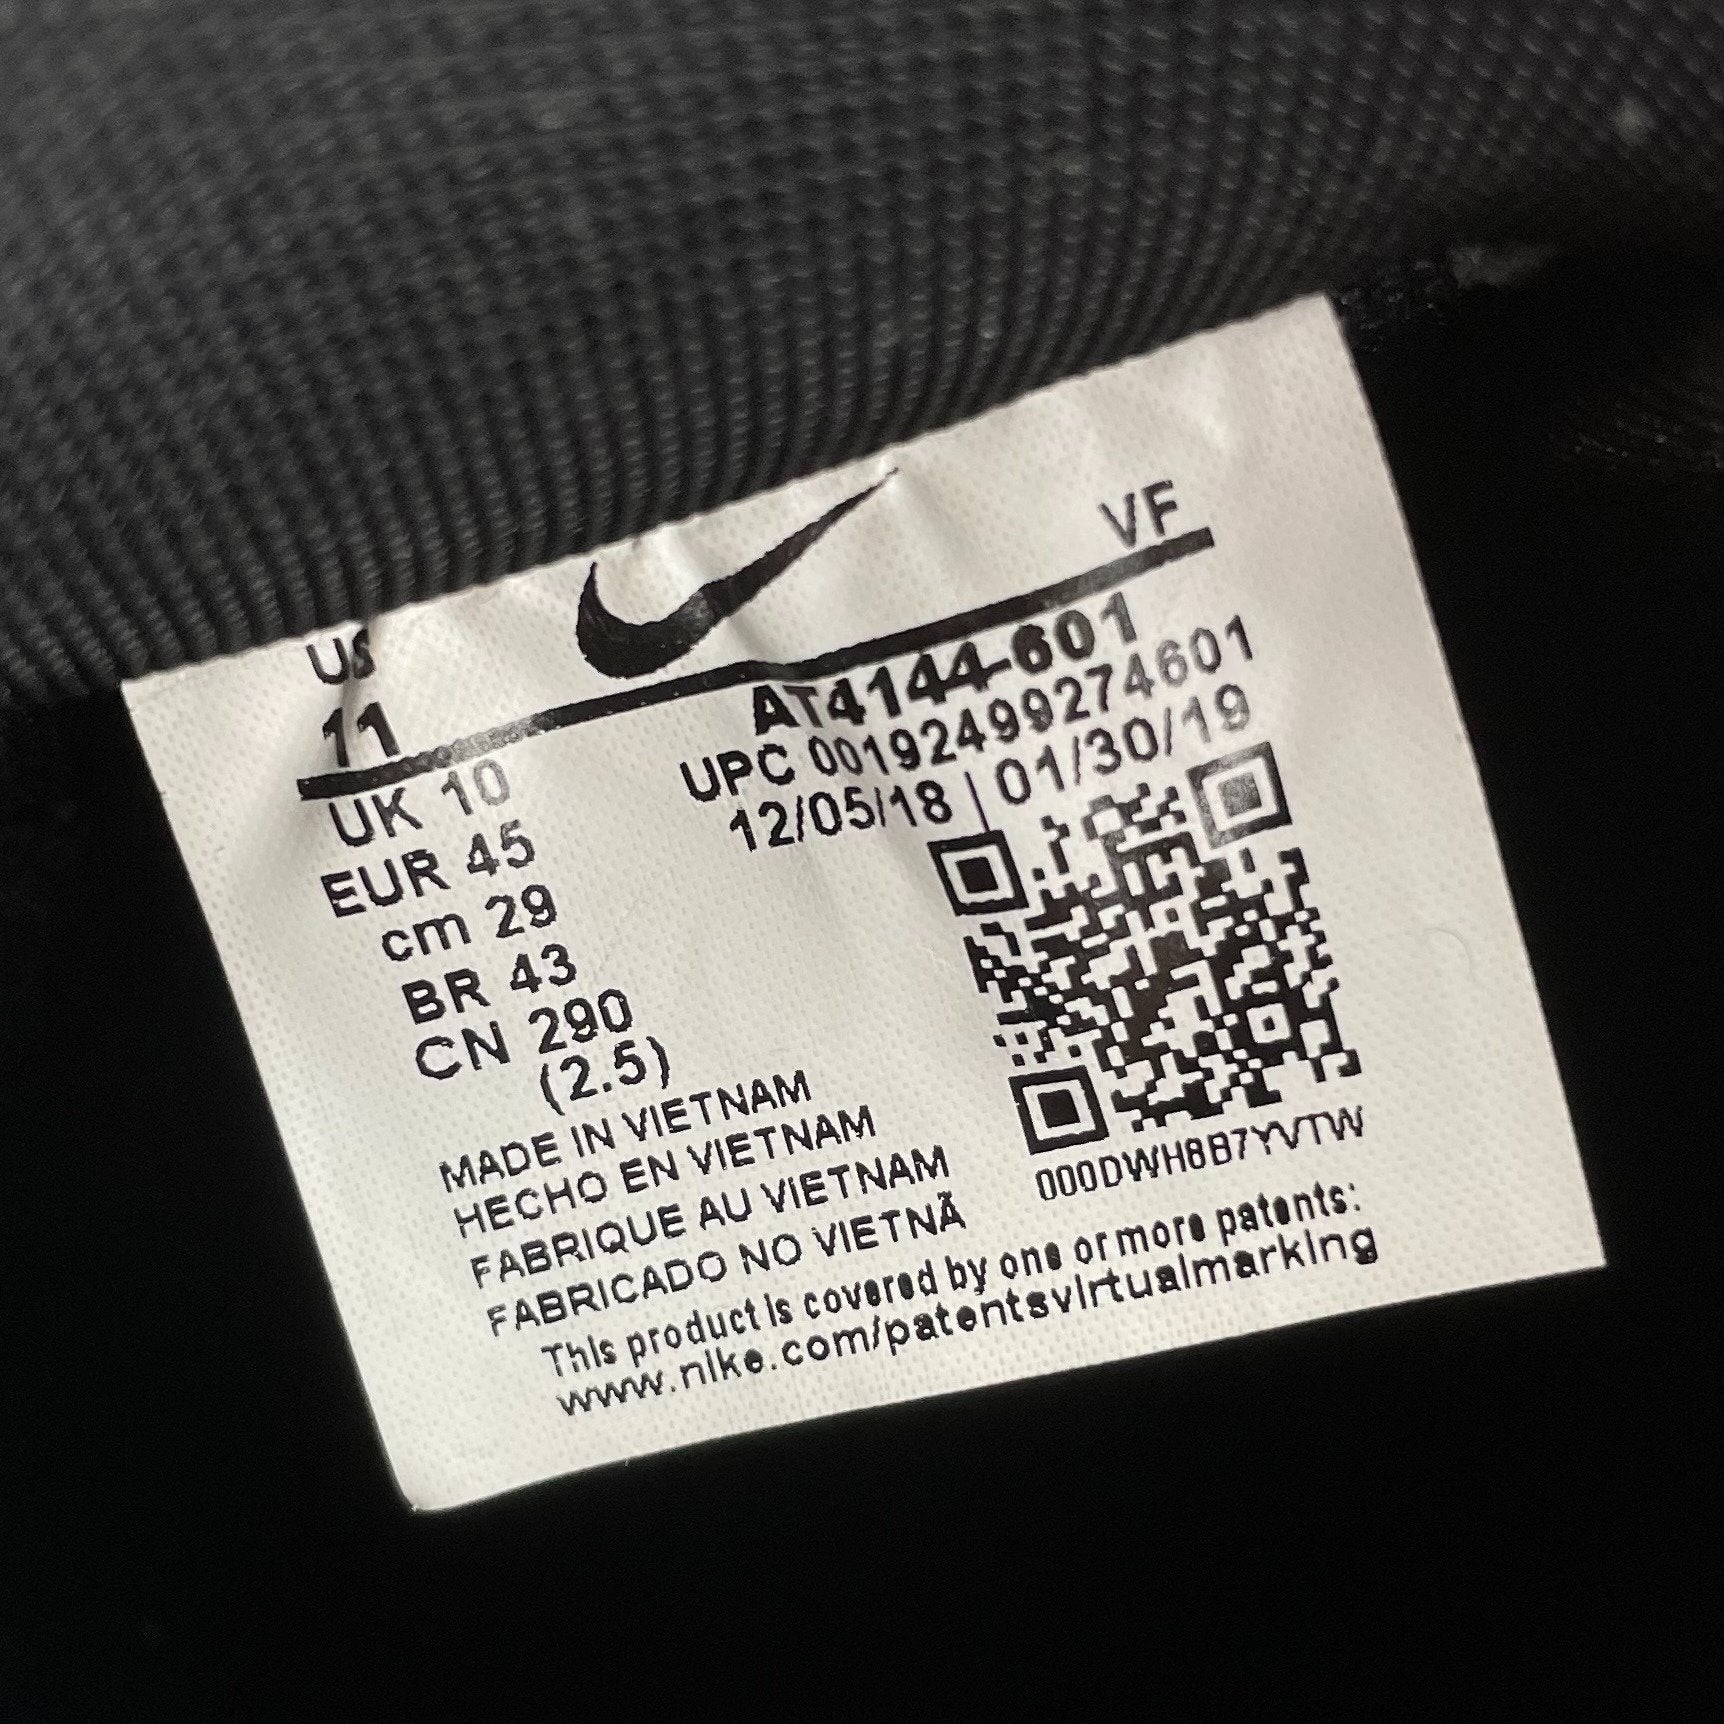 US
11
VF
AT4144-601
UPC 00192499274601
12/05/18 | 01/30/19
UK 10
EUR 45
cm 29
BR 43
CN 290
(2.5)
000DWH8B7YVTW
MADE IN VIETNAM
HECHO EN VIETNAM
FABRIQUE AU VIETNAM
FABRICADO NO VIETNÃ
This product is covered by one or more patents:
www.nike.com/patentsvirtualmarking